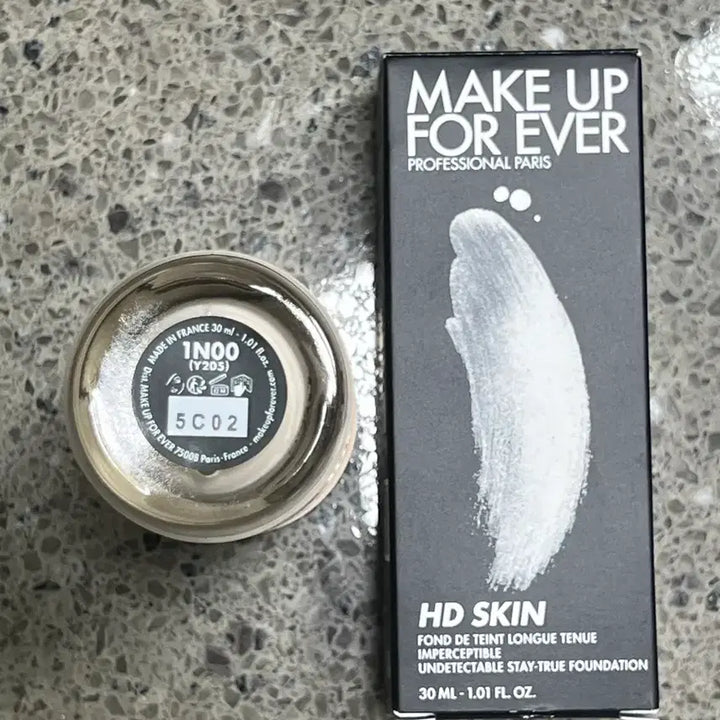 MADE IN FRANCE 30 ml - 1.01 fl.oz.
1N00
(Y205)
5C02
Dist. MAKE UP FOR EVER 75008 Paris-France - makeupforever.com
MAKE UP
FOR EVER
PROFESSIONAL PARIS
HD SKIN
FOND DE TEINT LONGUE TENUE
IMPERCEPTIBLE
UNDETECTABLE STAY-TRUE FOUNDATION
30 ML - 1.01 FL. OZ.